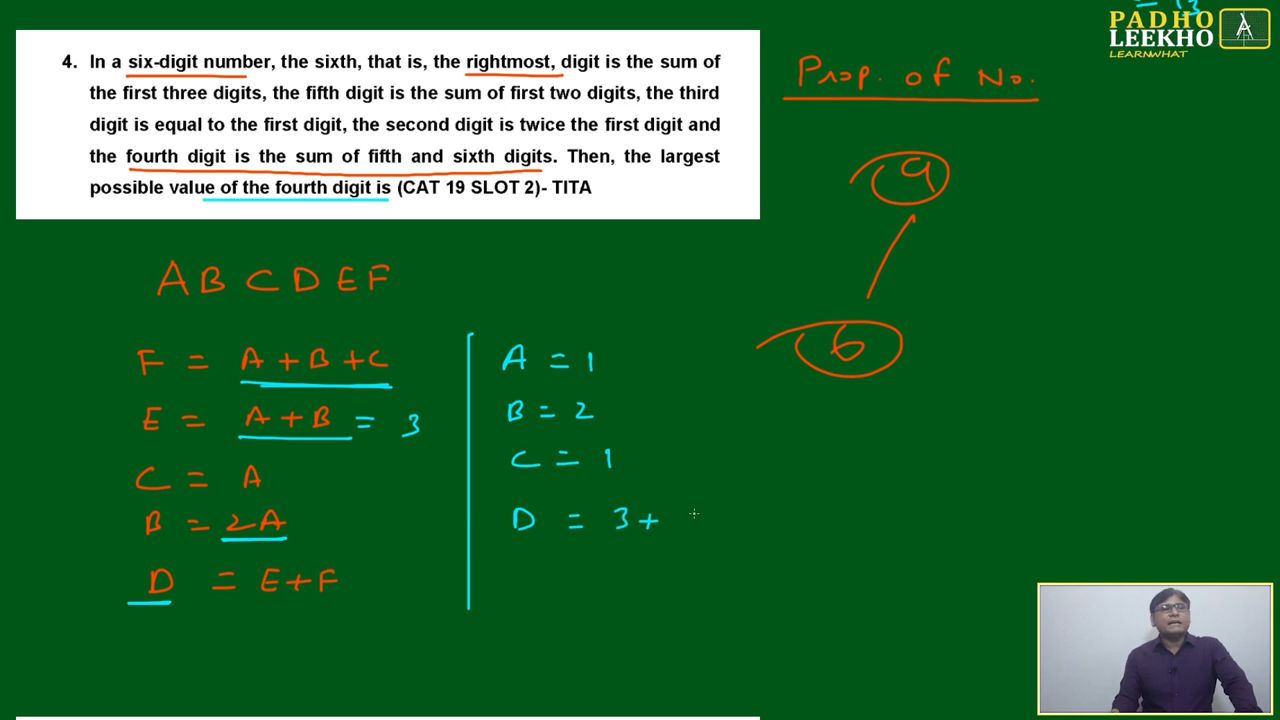 = 13
PADHO
LEEKHO
LEARNWHAT
4. In a six-digit number, the sixth, that is, the rightmost, digit is the sum of
the first three digits, the fifth digit is the sum of first two digits, the third
digit is equal to the first digit, the second digit is twice the first digit and
the fourth digit is the sum of fifth and sixth digits. Then, the largest
possible value of the fourth digit is (CAT 19 SLOT 2)- TITA
Prop. of No.
9
6
A B C D E F
F = A + B + C
E = A + B = 3
C = A
B = 2A
D = E + F
A = 1
B = 2
C = 1
D = 3 +